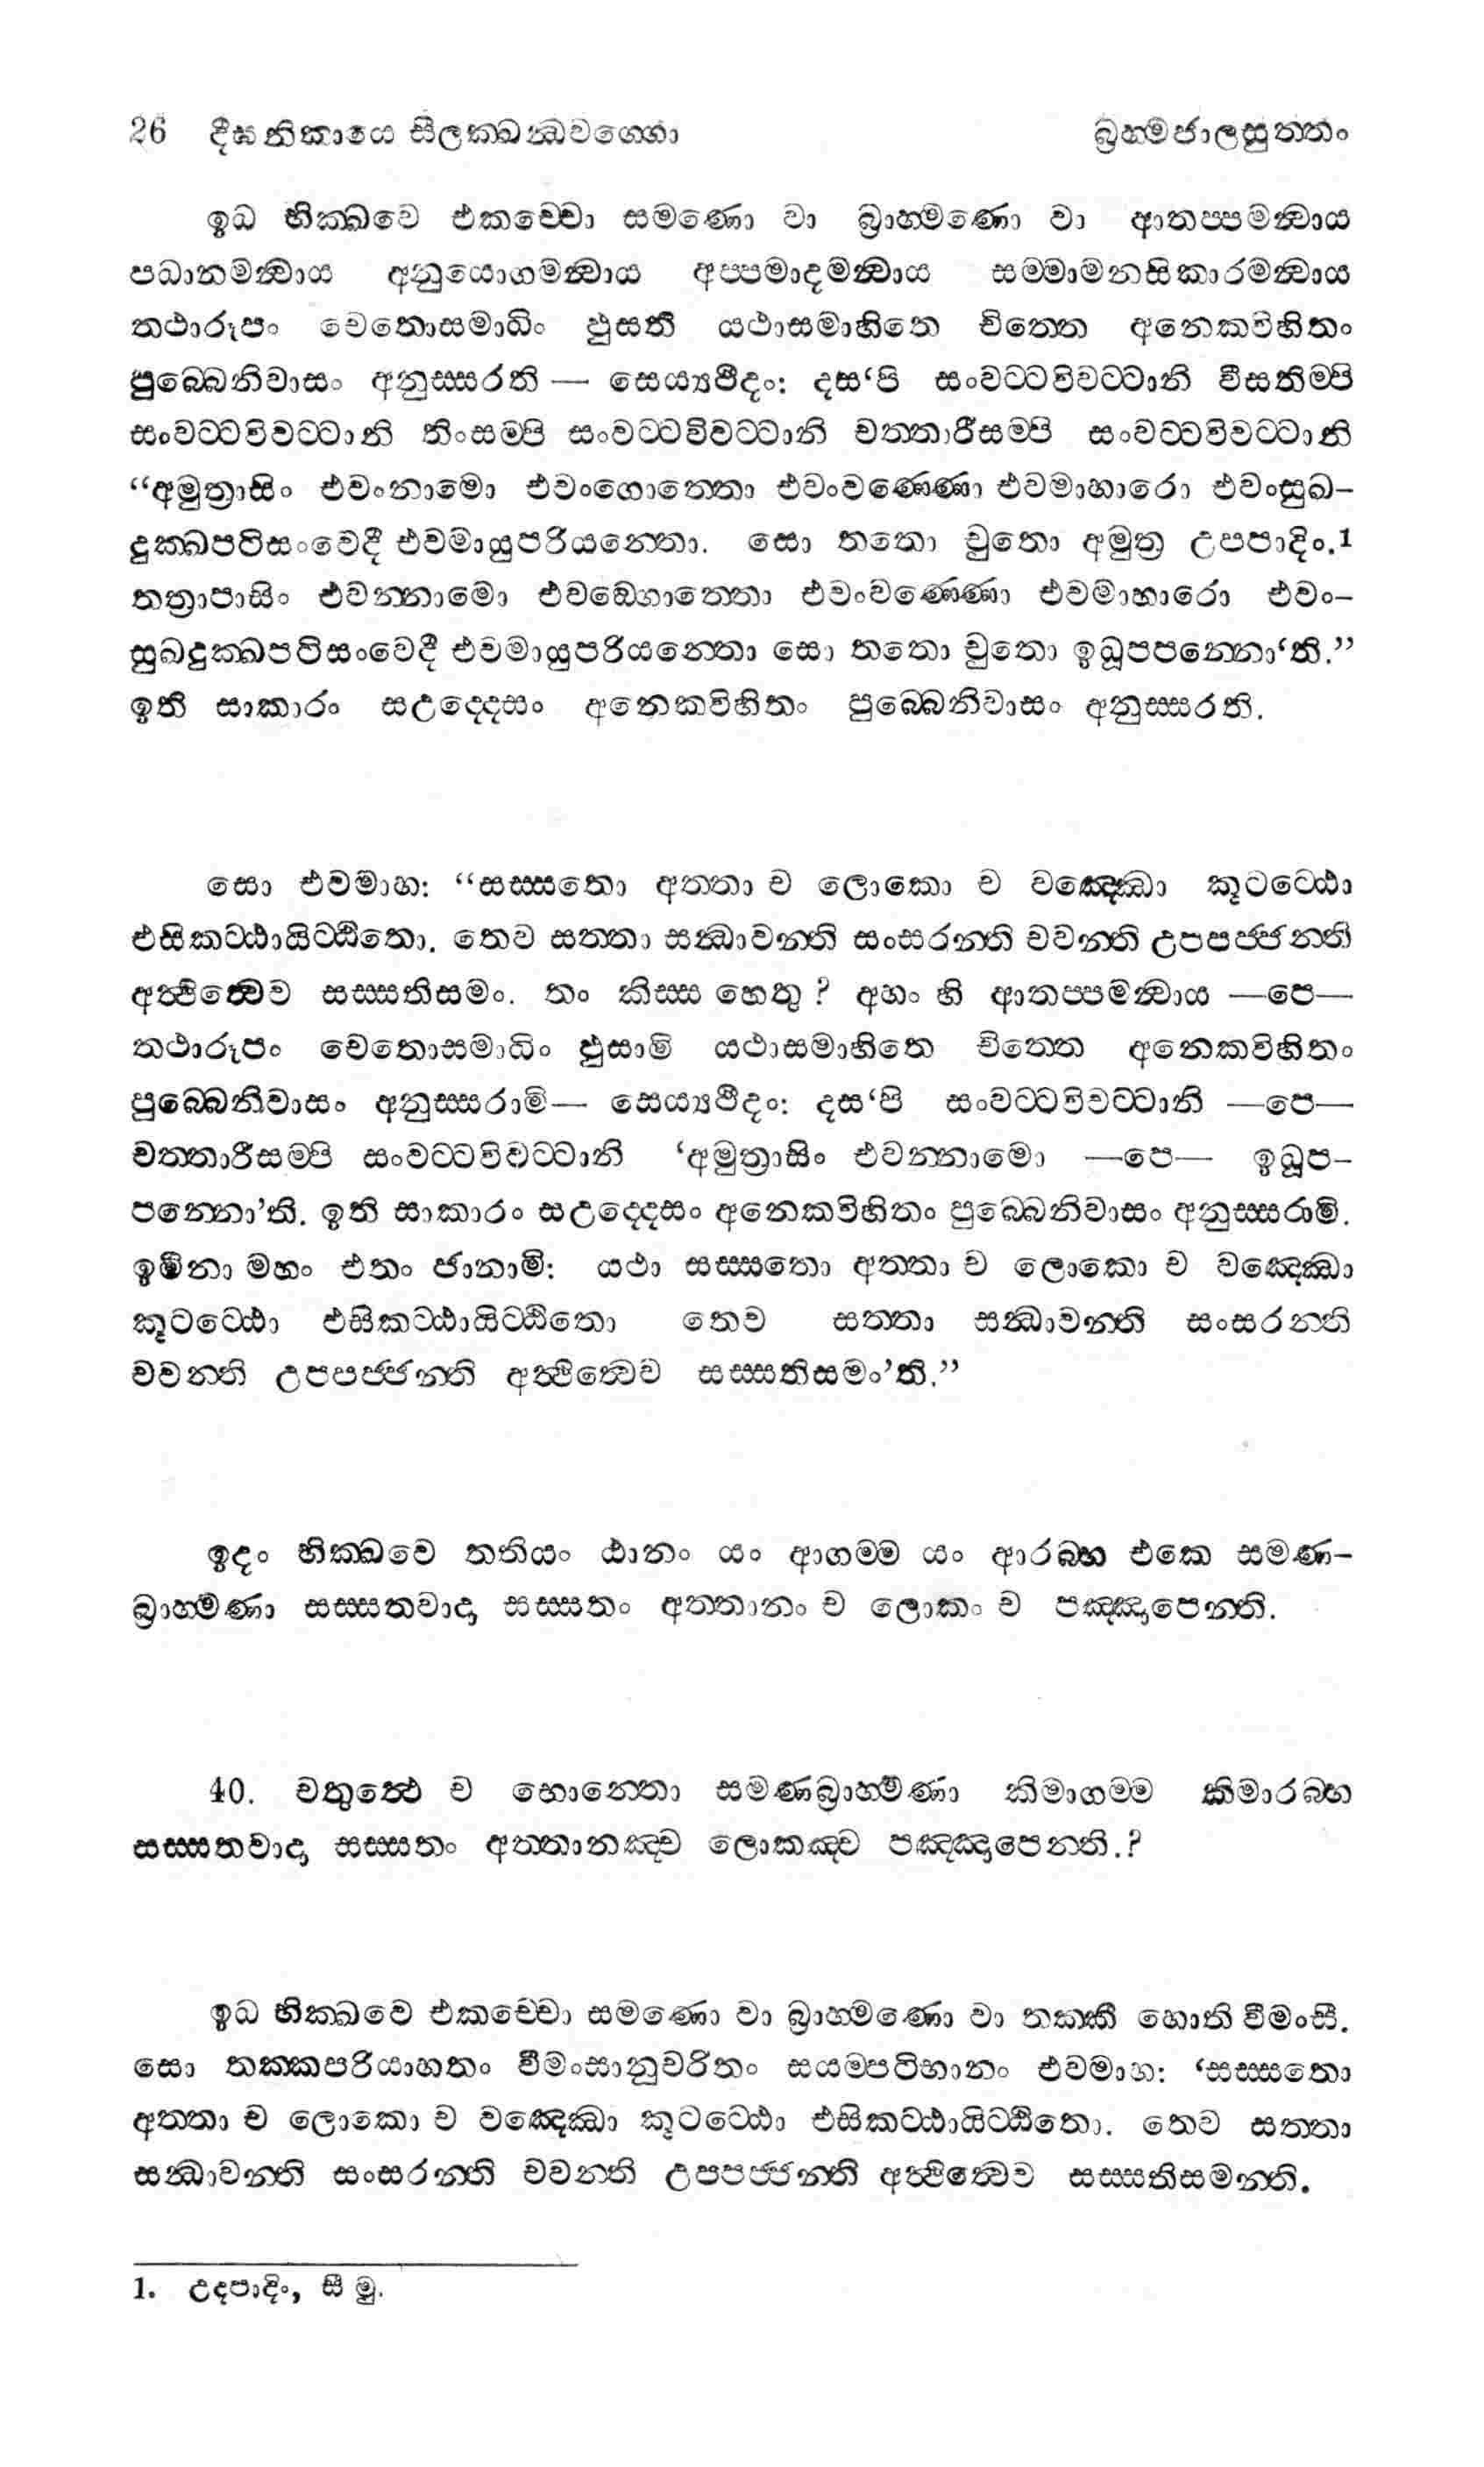 26 දීඝනිකායෙ සීලක්ඛන්ධවග්ගො බ්‍රහ්මජාලසුත්තං
ඉධ භික්ඛවෙ එකච්චො සමණො වා බ්‍රාහ්මණො වා ආතප්පමන්වාය
පධානමන්වාය අනුයොගමන්වාය අප්පමාදමන්වාය සම්මාමනසිකාරමන්වාය
තථාරූපං චෙතොසමාධිං ඵුසති යථාසමාහිතෙ චිත්තෙ අනෙකවිහිතං
පුබ්බෙනිවාසං අනුස්සරති — සෙය්‍යථීදං: දස‘පි සංවට්ටවිවට්ටානි වීසතිම්පි
සංවට්ටවිවට්ටානි තිංසම්පි සංවට්ටවිවට්ටානි චත්තාරීසම්පි සංවට්ටවිවට්ටානි
“අමුත්‍රාසිං එවංනාමො එවංගොත්තො එවංවණ්ණො එවමාහාරො එවංසුඛ-
දුක්ඛපටිසංවෙදී එවමායුපරියන්තො. සො තතො චුතො අමුත්‍ර උපපාදිං.1
තත්‍රාපාසිං එවන්නාමො එවඞ්ගොත්තො එවංවණ්ණො එවමාහාරො එවං-
සුඛදුක්ඛපටිසංවෙදී එවමායුපරියන්තො සො තතො චුතො ඉධූපපන්නො‘ති.”
ඉති සාකාරං සඋද්දෙසං අනෙකවිහිතං පුබ්බෙනිවාසං අනුස්සරති.
සො එවමාහ: “සස්සතො අත්තා ච ලොකො ච වඤ්ඣො කූටට්ඨො
එසිකට්ඨායිට්ඨිතො. තෙව සත්තා සන්ධාවන්ති සංසරන්ති චවන්ති උපපජ්ජන්ති
අත්ථිත්වෙව සස්සතිසමං. තං කිස්ස හෙතු ? අහං හි ආතප්පමන්වාය —පෙ—
තථාරූපං චෙතොසමාධිං ඵුසාමි යථාසමාහිතෙ චිත්තෙ අනෙකවිහිතං
පුබ්බෙනිවාසං අනුස්සරාමි— සෙය්‍යථීදං: දස‘පි සංවට්ටවිවට්ටානි —පෙ—
චත්තාරීසම්පි සංවට්ටවිවට්ටානි ‘අමුත්‍රාසිං එවන්නාමො —පෙ— ඉධූප-
පන්නො’ති. ඉති සාකාරං සඋද්දෙසං අනෙකවිහිතං පුබ්බෙනිවාසං අනුස්සරාමි.
ඉමිනා මහං එතං ජානාමි: යථා සස්සතො අත්තා ච ලොකො ච වඤ්ඣො
කූටට්ඨො එසිකට්ඨායිට්ඨිතො තෙව සත්තා සන්ධාවන්ති සංසරන්ති
චවන්ති උපපජ්ජන්ති අත්ථිත්වෙව සස්සතිසමං’ති.”
ඉදං භික්ඛවෙ තතියං ඨානං යං ආගම්ම යං ආරබ්භ එකෙ සමණ-
බ්‍රාහ්මණා සස්සතවාදා සස්සතං අත්තානං ච ලොකං ච පඤ්ඤාපෙන්ති.
40. චතුත්ථෙ ච භොන්තො සමණබ්‍රාහ්මණා කිමාගම්ම කිමාරබ්භ
සස්සතවාදා සස්සතං අත්තානඤ්ච ලොකඤ්ච පඤ්ඤාපෙන්ති.?
ඉධ භික්ඛවෙ එකච්චො සමණො වා බ්‍රාහ්මණො වා තක්කී හොති වීමංසී.
සො තක්කපරියාහතං වීමංසානුචරිතං සයම්පටිභානං එවමාහ: ‘සස්සතො
අත්තා ච ලොකො ච වඤ්ඣො කූටට්ඨො එසිකට්ඨායිට්ඨිතො. තෙව සත්තා
සන්ධාවන්ති සංසරන්ති චවන්ති උපපජ්ජන්ති අත්ථිත්වෙව සස්සතිසමන්ති.
1. උදපාදිං, සී මු.